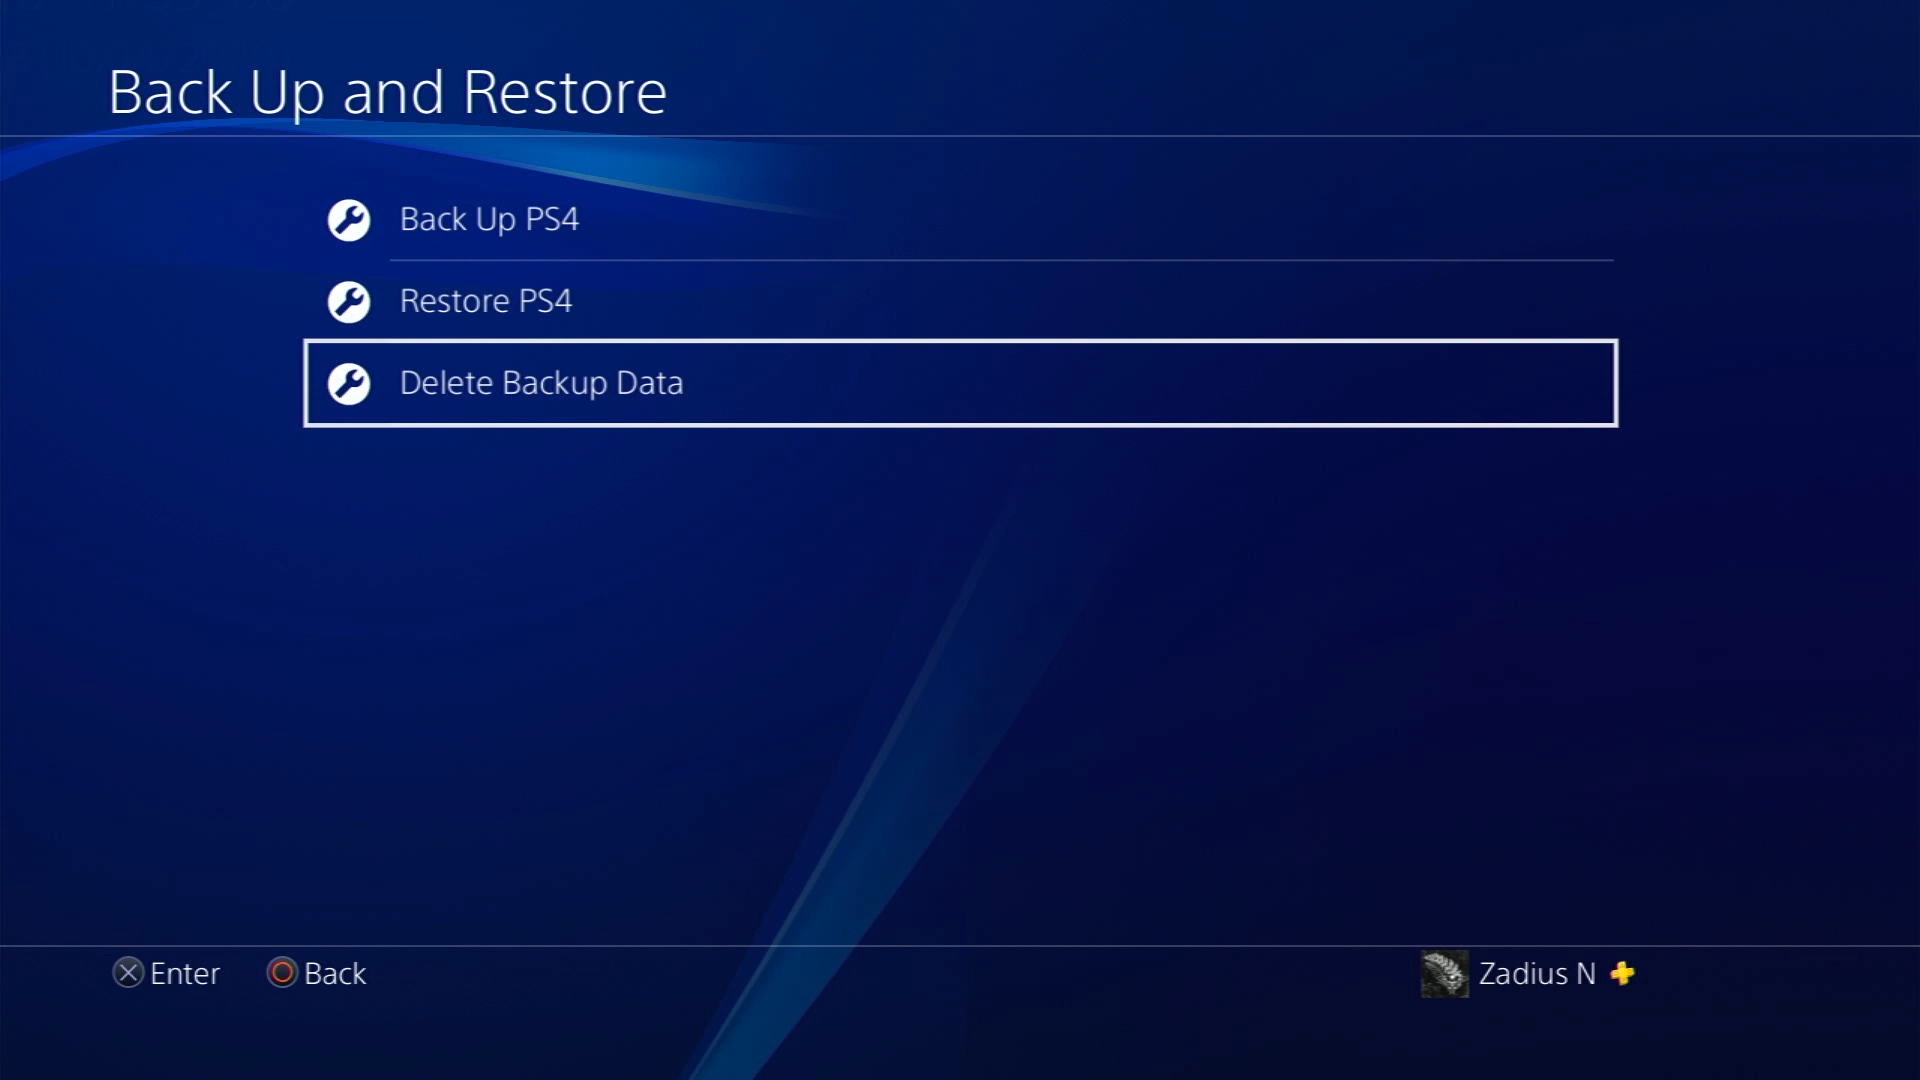 Back Up and Restore
Back Up PS4
Restore PS4
Delete Backup Data
Enter Back Zadius N